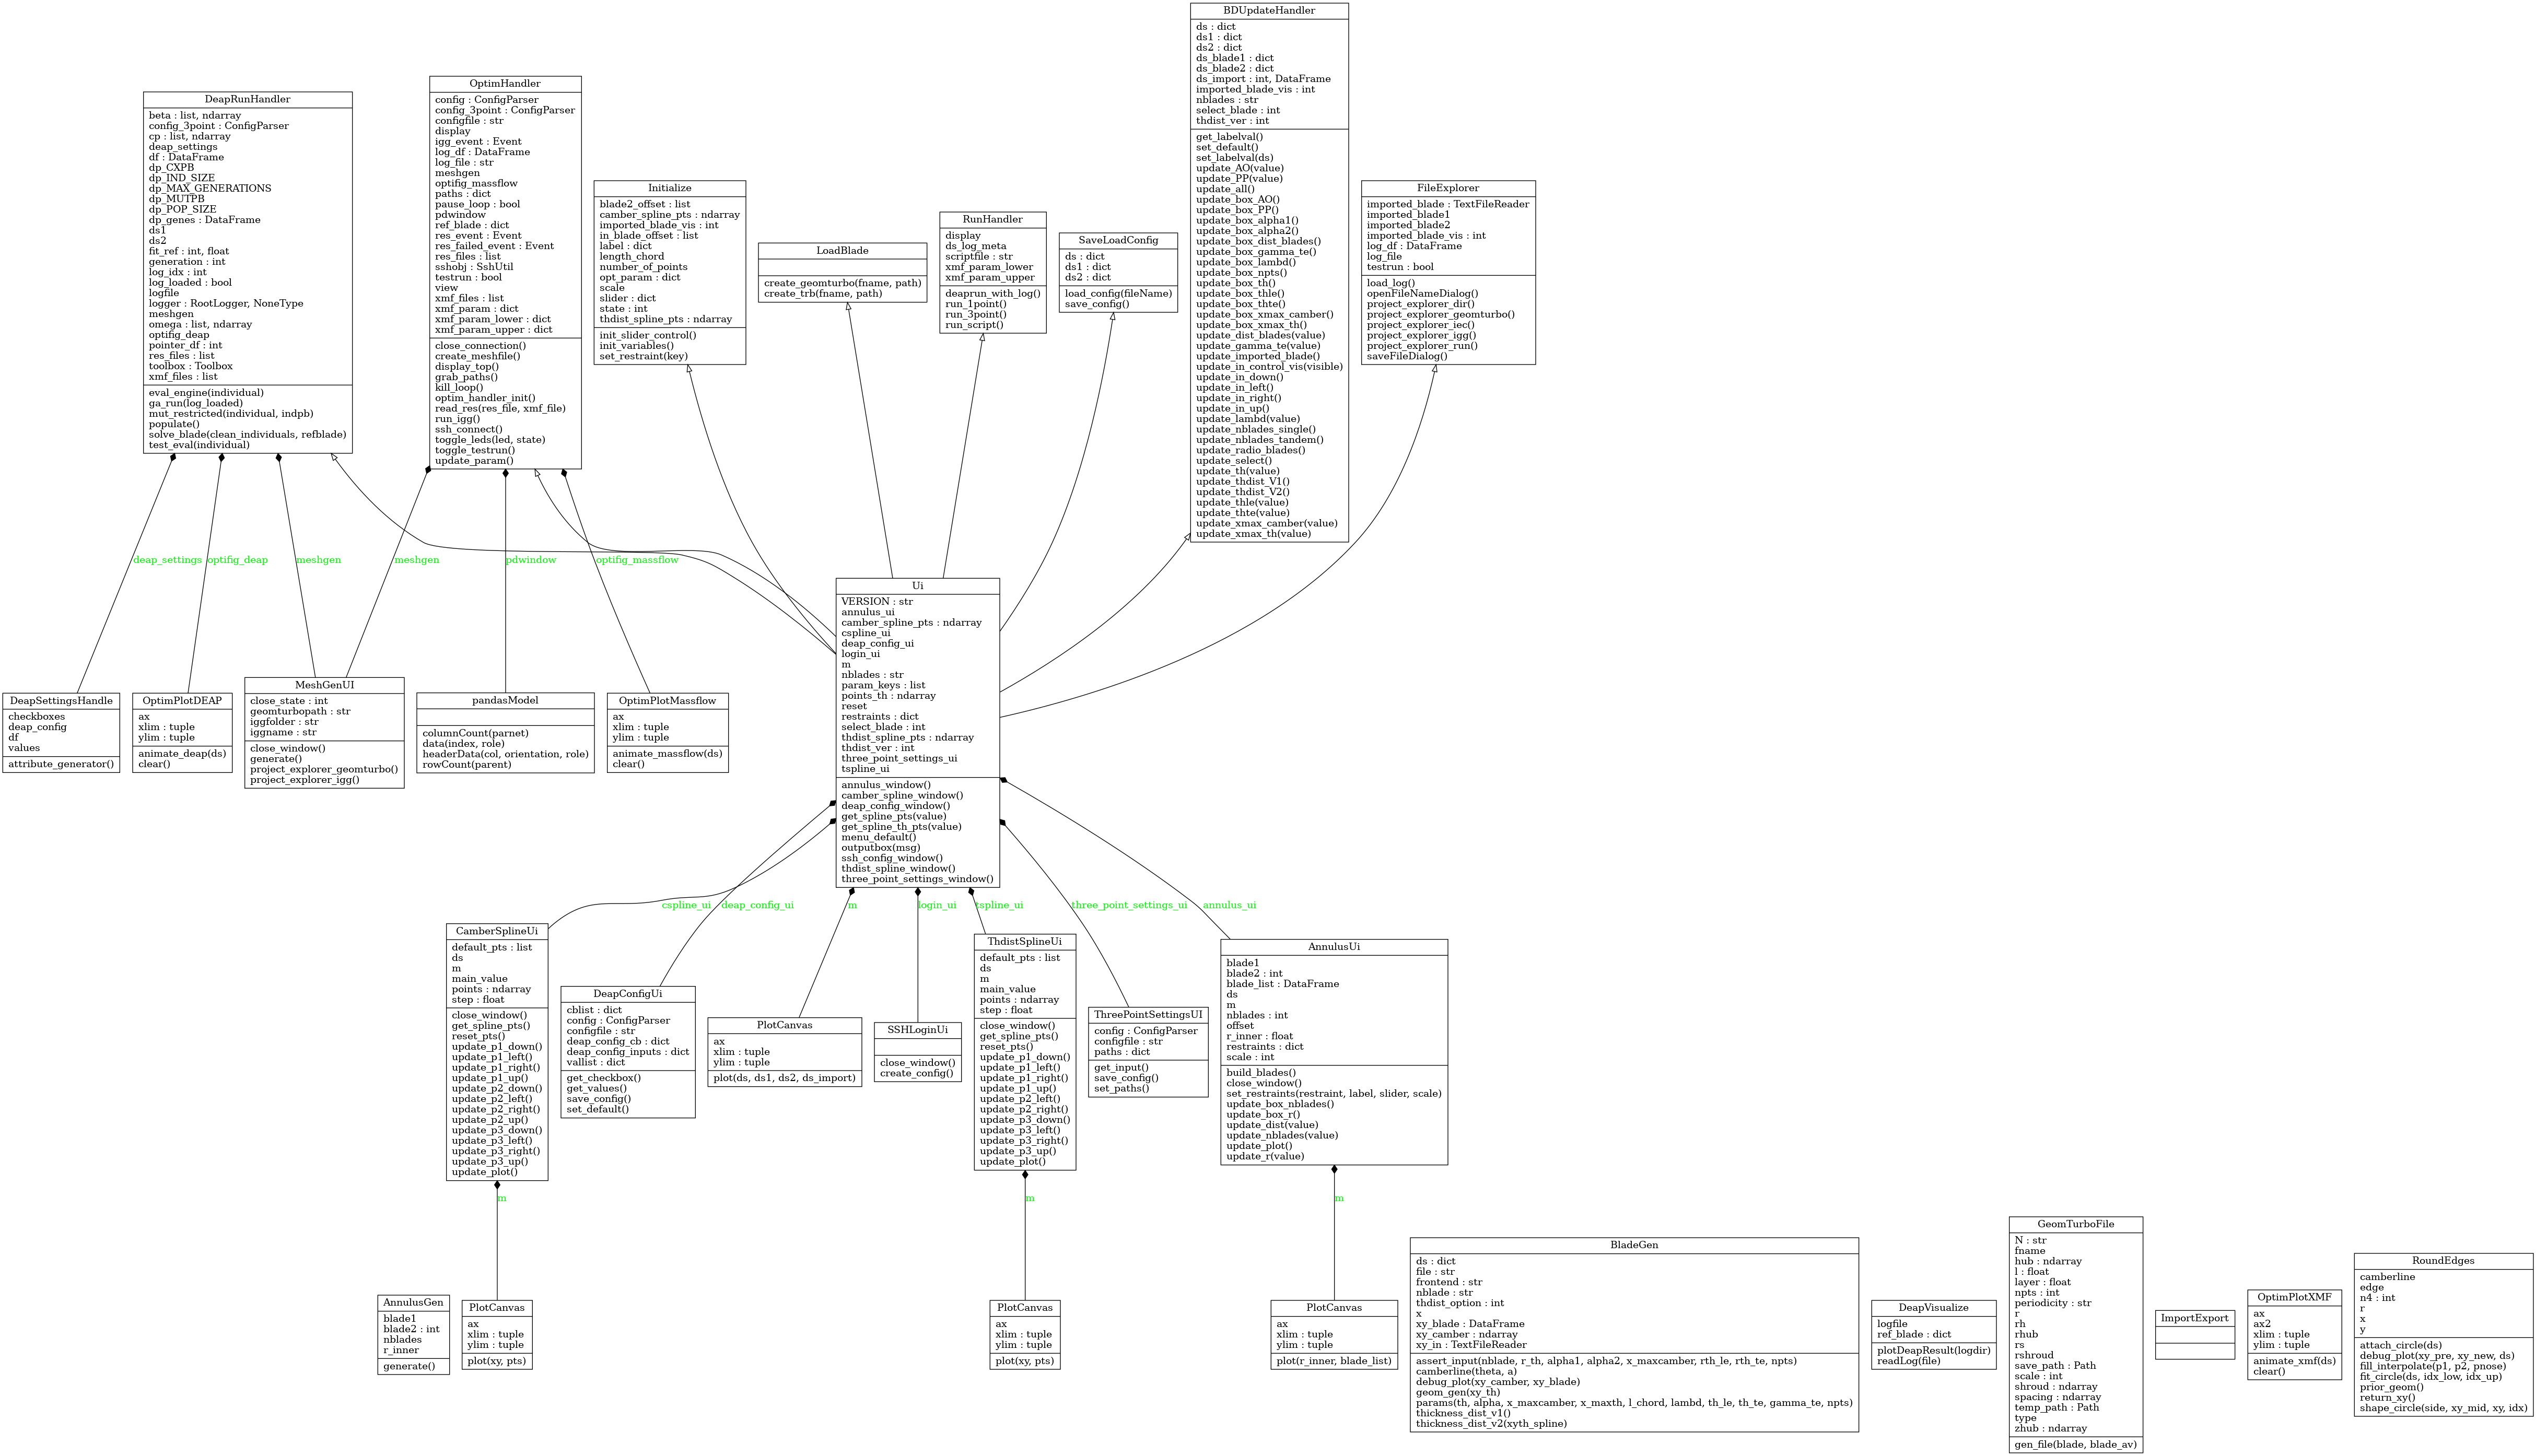 BDUpdateHandler
ds : dict
ds1 : dict
ds2 : dict
ds_blade1 : dict
ds_blade2 : dict
ds_import : int, DataFrame
imported_blade_vis : int
nblades : str
select_blade : int
thdist_ver : int
get_labelval()
set_default()
set_labelval(ds)
update_AO(value)
update_PP(value)
update_all()
update_box_AO()
update_box_PP()
update_box_alpha1()
update_box_alpha2()
update_box_dist_blades()
update_box_gamma_te()
update_box_lambd()
update_box_npts()
update_box_th()
update_box_thle()
update_box_thte()
update_box_xmax_camber()
update_box_xmax_th()
update_dist_blades(value)
update_gamma_te(value)
update_imported_blade()
update_in_control_vis(visible)
update_in_down()
update_in_left()
update_in_right()
update_in_up()
update_lambd(value)
update_nblades_single()
update_nblades_tandem()
update_radio_blades()
update_select()
update_th(value)
update_thdist_V1()
update_thdist_V2()
update_thle(value)
update_thte(value)
update_xmax_camber(value)
update_xmax_th(value)
DeapRunHandler
beta : list, ndarray
config_3point : ConfigParser
cp : list, ndarray
deap_settings
df : DataFrame
dp_CXPB
dp_IND_SIZE
dp_MAX_GENERATIONS
dp_MUTPB
dp_POP_SIZE
dp_genes : DataFrame
ds1
ds2
fit_ref : int, float
generation : int
log_idx : int
log_loaded : bool
logfile
logger : RootLogger, NoneType
meshgen
omega : list, ndarray
optifig_deap
pointer_df : int
res_files : list
toolbox : Toolbox
xmf_files : list
eval_engine(individual)
ga_run(log_loaded)
mut_restricted(individual, indpb)
populate()
solve_blade(clean_individuals, refblade)
test_eval(individual)
OptimHandler
config : ConfigParser
config_3point : ConfigParser
configfile : str
display
igg_event : Event
log_df : DataFrame
log_file : str
meshgen
optifig_massflow
paths : dict
pause_loop : bool
pdwindow
ref_blade : dict
res_event : Event
res_failed_event : Event
res_files : list
sshobj : SshUtil
testrun : bool
view
xmf_files : list
xmf_param : dict
xmf_param_lower : dict
xmf_param_upper : dict
close_connection()
create_meshfile()
display_top()
grab_paths()
kill_loop()
optim_handler_init()
read_res(res_file, xmf_file)
run_igg()
ssh_connect()
toggle_leds(led, state)
toggle_testrun()
update_param()
Initialize
blade2_offset : list
camber_spline_pts : ndarray
imported_blade_vis : int
in_blade_offset : list
label : dict
length_chord
number_of_points
opt_param : dict
scale
slider : dict
state : int
thdist_spline_pts : ndarray
init_slider_control()
init_variables()
set_restraint(key)
LoadBlade
create_geomturbo(fname, path)
create_trb(fname, path)
RunHandler
display
ds_log_meta
scriptfile : str
xmf_param_lower
xmf_param_upper
deaprun_with_log()
run_1point()
run_3point()
run_script()
SaveLoadConfig
ds : dict
ds1 : dict
ds2 : dict
load_config(fileName)
save_config()
FileExplorer
imported_blade : TextFileReader
imported_blade1
imported_blade2
imported_blade_vis : int
log_df : DataFrame
log_file
testrun : bool
load_log()
openFileNameDialog()
project_explorer_dir()
project_explorer_geomturbo()
project_explorer_iec()
project_explorer_igg()
project_explorer_run()
saveFileDialog()
deap_settings
optifig_deap
meshgen
meshgen
pdwindow
optifig_massflow
DeapSettingsHandle
checkboxes
deap_config
df
values
attribute_generator()
OptimPlotDEAP
ax
xlim : tuple
ylim : tuple
animate_deap(ds)
clear()
MeshGenUI
close_state : int
geomturbopath : str
iggfolder : str
iggname : str
close_window()
generate()
project_explorer_geomturbo()
project_explorer_igg()
pandasModel
columnCount(parnet)
data(index, role)
headerData(col, orientation, role)
rowCount(parent)
OptimPlotMassflow
ax
xlim : tuple
ylim : tuple
animate_massflow(ds)
clear()
Ui
VERSION : str
annulus_ui
camber_spline_pts : ndarray
cspline_ui
deap_config_ui
login_ui
m
nblades : str
param_keys : list
points_th : ndarray
reset
restraints : dict
select_blade : int
thdist_spline_pts : ndarray
thdist_ver : int
three_point_settings_ui
tspline_ui
annulus_window()
camber_spline_window()
deap_config_window()
get_spline_pts(value)
get_spline_th_pts(value)
menu_default()
outputbox(msg)
ssh_config_window()
thdist_spline_window()
three_point_settings_window()
cspline_ui
deap_config_ui
m
login_ui
tspline_ui
three_point_settings_ui
annulus_ui
CamberSplineUi
default_pts : list
ds
m
main_value
points : ndarray
step : float
close_window()
get_spline_pts()
reset_pts()
update_p1_down()
update_p1_left()
update_p1_right()
update_p1_up()
update_p2_down()
update_p2_left()
update_p2_right()
update_p2_up()
update_p3_down()
update_p3_left()
update_p3_right()
update_p3_up()
update_plot()
DeapConfigUi
cblist : dict
config : ConfigParser
configfile : str
deap_config_cb : dict
deap_config_inputs : dict
vallist : dict
get_checkbox()
get_values()
save_config()
set_default()
PlotCanvas
ax
xlim : tuple
ylim : tuple
plot(ds, ds1, ds2, ds_import)
SSHLoginUi
close_window()
create_config()
ThdistSplineUi
default_pts : list
ds
m
main_value
points : ndarray
step : float
close_window()
get_spline_pts()
reset_pts()
update_p1_down()
update_p1_left()
update_p1_right()
update_p1_up()
update_p2_left()
update_p2_right()
update_p3_down()
update_p3_left()
update_p3_right()
update_p3_up()
update_plot()
ThreePointSettingsUI
config : ConfigParser
configfile : str
paths : dict
get_input()
save_config()
set_paths()
AnnulusUi
blade1
blade2 : int
blade_list : DataFrame
ds
m
nblades : int
offset
r_inner : float
restraints : dict
scale : int
build_blades()
close_window()
set_restraints(restraint, label, slider, scale)
update_box_nblades()
update_box_r()
update_dist(value)
update_nblades(value)
update_plot()
update_r(value)
m
m
m
AnnulusGen
blade1
blade2 : int
nblades
r_inner
generate()
PlotCanvas
ax
xlim : tuple
ylim : tuple
plot(xy, pts)
PlotCanvas
ax
xlim : tuple
ylim : tuple
plot(xy, pts)
PlotCanvas
ax
xlim : tuple
ylim : tuple
plot(r_inner, blade_list)
BladeGen
ds : dict
file : str
frontend : str
nblade : str
thdist_option : int
x
xy_blade : DataFrame
xy_camber : ndarray
xy_in : TextFileReader
assert_input(nblade, r_th, alpha1, alpha2, x_maxcamber, rth_le, rth_te, npts)
camberline(theta, a)
debug_plot(xy_camber, xy_blade)
geom_gen(xy_th)
params(th, alpha, x_maxcamber, x_maxth, l_chord, lambd, th_le, th_te, gamma_te, npts)
thickness_dist_v1()
thickness_dist_v2(xyth_spline)
DeapVisualize
logfile
ref_blade : dict
plotDeapResult(logdir)
readLog(file)
GeomTurboFile
N : str
fname
hub : ndarray
l : float
layer : float
npts : int
periodicity : str
r
rh
rhub
rs
rshroud
save_path : Path
scale : int
shroud : ndarray
spacing : ndarray
temp_path : Path
type
zhub : ndarray
gen_file(blade, blade_av)
ImportExport
OptimPlotXMF
ax
ax2
xlim : tuple
ylim : tuple
animate_xmf(ds)
clear()
RoundEdges
camberline
edge
n4 : int
r
x
y
attach_circle(ds)
debug_plot(xy_pre, xy_new, ds)
fill_interpolate(p1, p2, pnose)
fit_circle(ds, idx_low, idx_up)
prior_geom()
return_xy()
shape_circle(side, xy_mid, xy, idx)